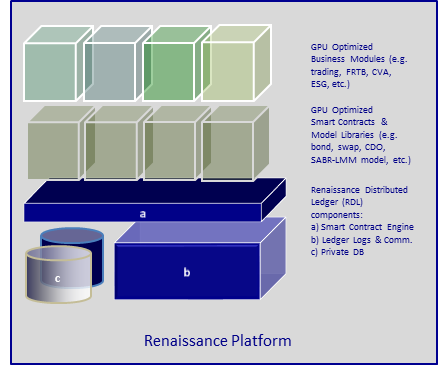 GPU Optimized
Business Modules (e.g.
trading, FRTB, CVA,
ESG, etc.)
GPU Optimized
Smart Contracts &
Model Libraries (e.g.
bond, swap, CDO,
SABR-LMM model, etc.)
Renaissance Distributed
Ledger (RDL)
components:
a) Smart Contract Engine
b) Ledger Logs & Comm.
c) Private DB
a
b
c
Renaissance Platform